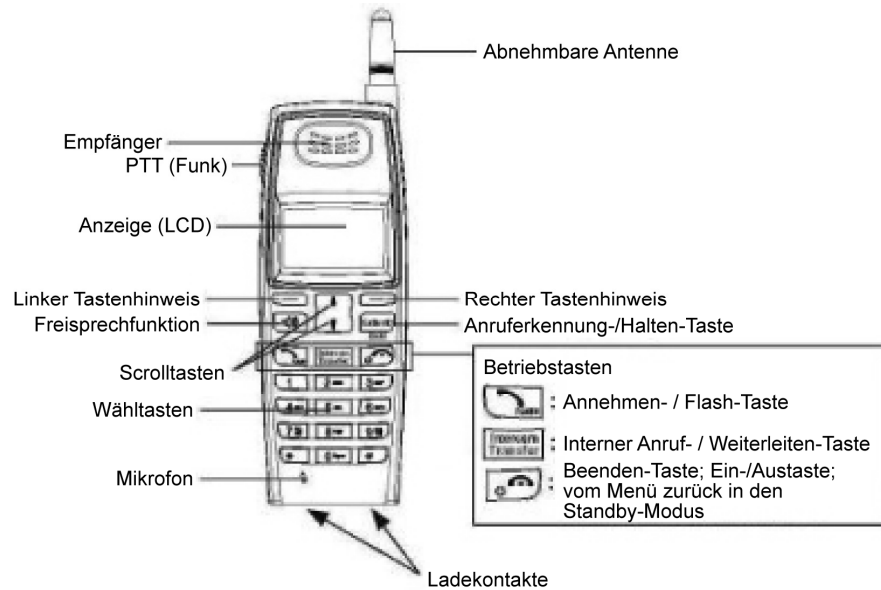 Abnehmbare Antenne
Empfänger
PTT (Funk)
Anzeige (LCD)
Linker Tastenhinweis
Rechter Tastenhinweis
Freisprechfunktion
Anruferkennung-/Halten-Taste
Scrolltasten
Wähltasten
Mikrofon
Betriebstasten
: Annehmen- / Flash-Taste
Intercom
Transfer
: Interner Anruf- / Weiterleiten-Taste
: Beenden-Taste; Ein-/Austaste;
vom Menü zurück in den
Standby-Modus
Ladekontakte